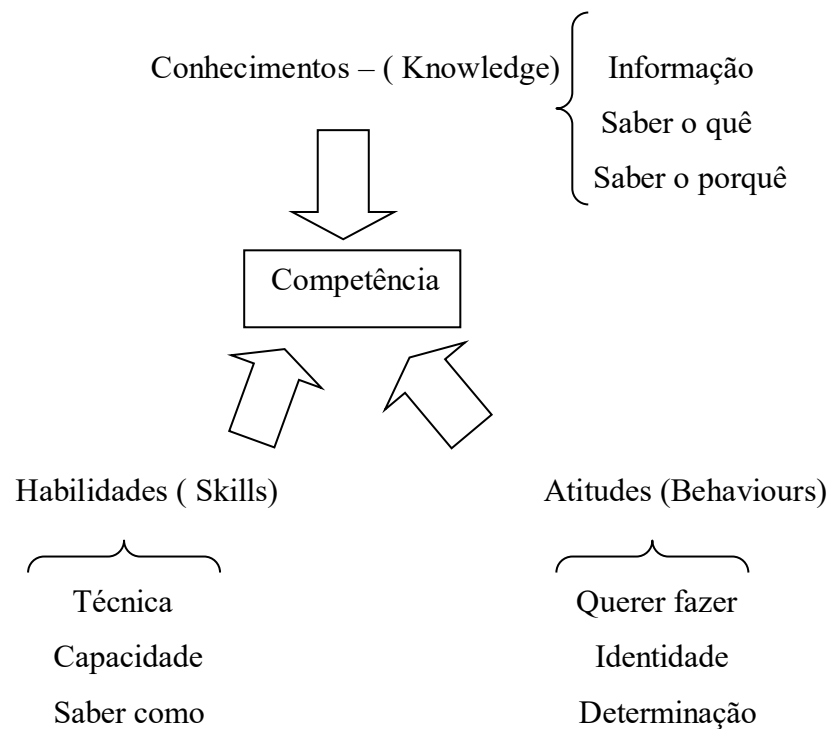 Conhecimentos – ( Knowledge)
Informação
Saber o quê
Saber o porquê
Competência
Habilidades ( Skills)
Técnica
Capacidade
Saber como
Atitudes (Behaviours)
Querer fazer
Identidade
Determinação